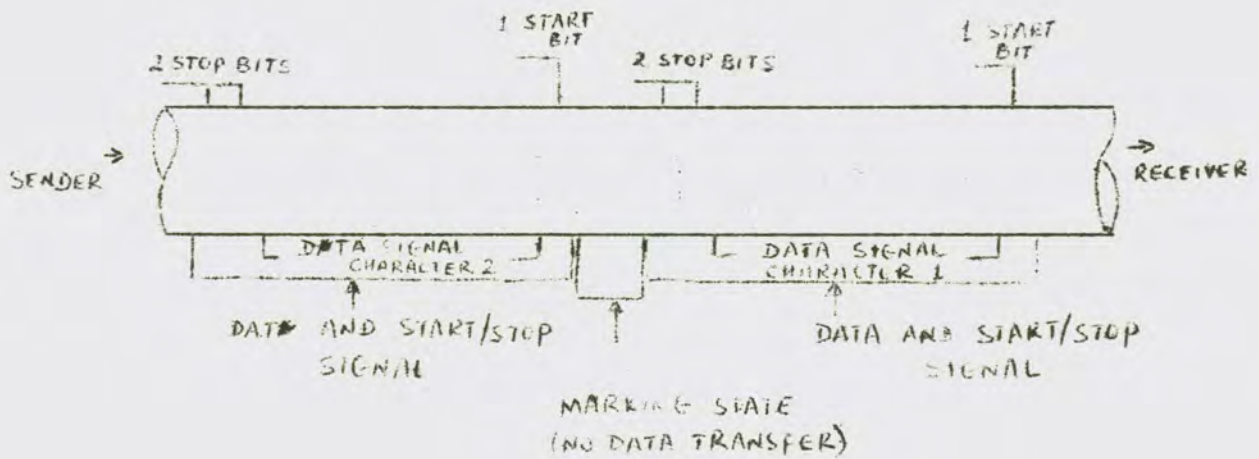 1 START
BIT
1 START
BIT
2 STOP BITS
2 STOP BITS
SENDER
RECEIVER
DATA SIGNAL
CHARACTER 2
DATA SIGNAL
CHARACTER 1
DATA AND START/STOP
SIGNAL
DATA AND START/STOP
SIGNAL
MARKING STATE
(NO DATA TRANSFER)